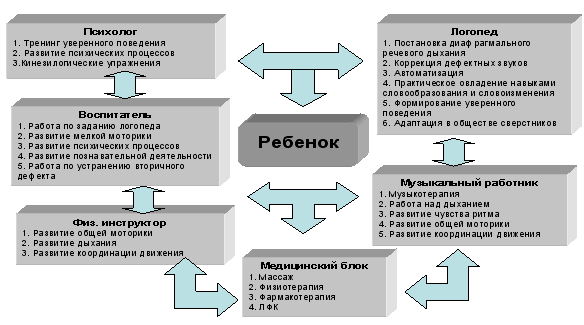 Психолог
1. Тренинг уверенного поведения
2. Развитие психических процессов
3.Кинезилогические упражнения
Логопед
1. Постановка диафрагмального
речевого дыхания
2. Коррекция дефектных звуков
3. Автоматизация
4. Практическое овладение навыками
словообразования и словоизменения
5. Формирование уверенного
поведения
6. Адаптация в обществе сверстников
Воспитатель
1. Работа по заданию логопеда
2. Развитие мелкой моторики
3. Развитие психических процессов
4. Развитие познавательной деятельности
5. Работа по устранению вторичного
дефекта
Ребенок
Музыкальный работник
1.Музыкотерапия
2. Работа над дыханием
3. Развитие чувства ритма
4. Развитие общей моторики
5. Развитие координации движения
Физ. инструктор
1. Развитие общей моторики
2. Развитие дыхания
3. Развитие координации движения
Медицинский блок
1. Массаж
2. Физиотерапия
3. Фармакотерапия
4. ЛФК